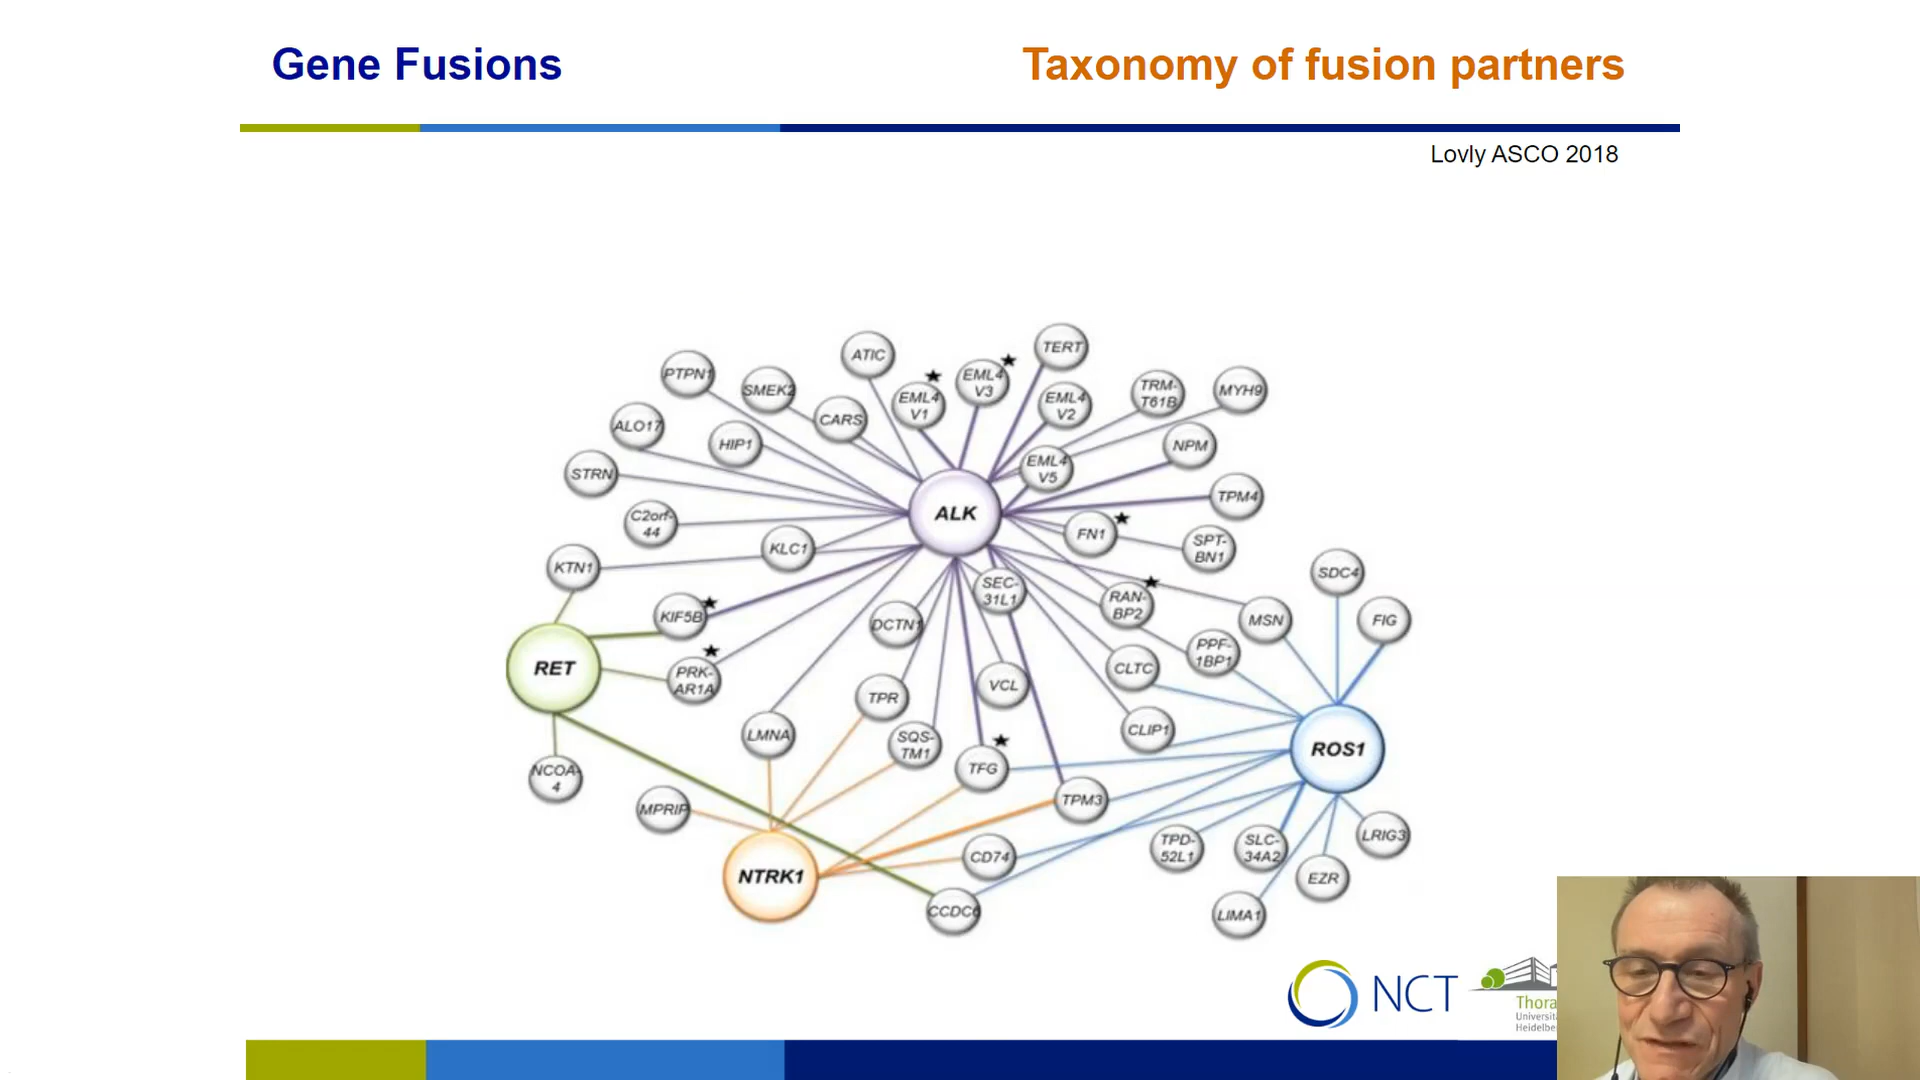 Gene Fusions
Taxonomy of fusion partners
Lovly ASCO 2018
TERT
ATIC
PTPN1
SMEK2
EML4
V3
EML4
V1
EML4
V2
TRM-
T61B
MYH9
ALO17
CARS
HIP1
NPM
STRN
EML4
V5
TPM4
ALK
C2orf-
44
FN1
KLC1
SPT-
BN1
KTN1
SDC4
SEC-
31L1
RAN-
BP2
KIF5B
DCTN1
MSN
FIG
PPF-
1BP1
RET
CLTC
PRK-
AR1A
VCL
TPR
LMNA
CLIP1
SQS-
TM1
ROS1
TFG
NCOA-
4
MPRIP
TPM3
LRIG3
TPD-
52L1
SLC-
34A2
CD74
NTRK1
EZR
CCDC6
LIMA1
NCT
Thora
Universitä
Heidelbe